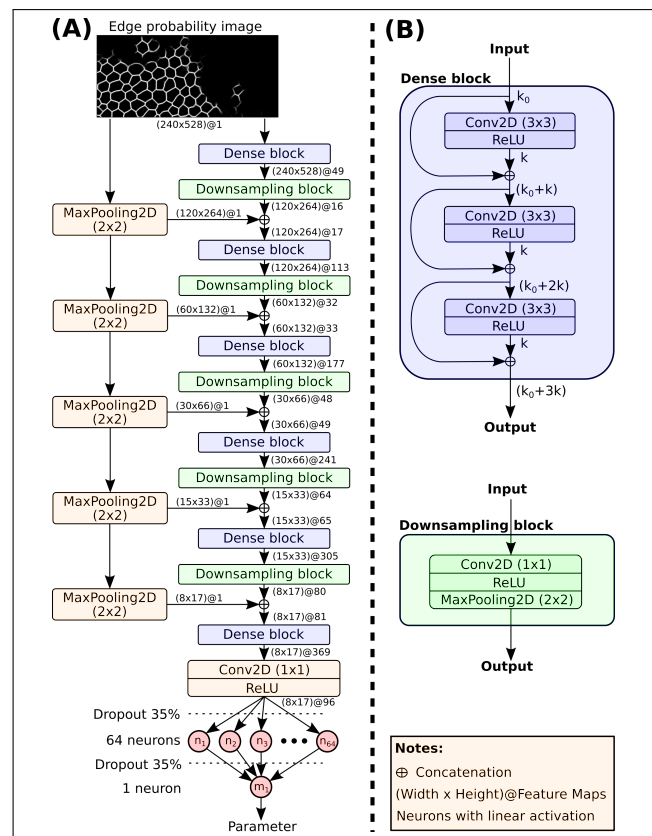 (A)
Edge probability image
(240x528)@1
Dense block
(240x528)@49
Downsampling block
(120x264)@16
MaxPooling2D
(2x2)
(120x264)@1
⊕
(120x264)@17
Dense block
(120x264)@113
Downsampling block
(60x132)@32
MaxPooling2D
(2x2)
(60x132)@1
⊕
(60x132)@33
Dense block
(60x132)@177
Downsampling block
(30x66)@48
MaxPooling2D
(2x2)
(30x66)@1
⊕
(30x66)@49
Dense block
(30x66)@241
Downsampling block
(15x33)@64
MaxPooling2D
(2x2)
(15x33)@1
⊕
(15x33)@65
Dense block
(15x33)@305
Downsampling block
(8x17)@80
MaxPooling2D
(2x2)
(8x17)@1
⊕
(8x17)@81
Dense block
(8x17)@369
Conv2D (1x1)
ReLU
(8x17)@96
Dropout 35%
64 neurons
n₁ n₂ n₃ ••• n₆₄
Dropout 35%
1 neuron
m₁
Parameter
(B)
Input
Dense block
k₀
Conv2D (3x3)
ReLU
k
⊕
(k₀+k)
Conv2D (3x3)
ReLU
k
⊕
(k₀+2k)
Conv2D (3x3)
ReLU
k
⊕
(k₀+3k)
Output
Input
Downsampling block
Conv2D (1x1)
ReLU
MaxPooling2D (2x2)
Output
Notes:
⊕ Concatenation
(Width x Height)@Feature Maps
Neurons with linear activation